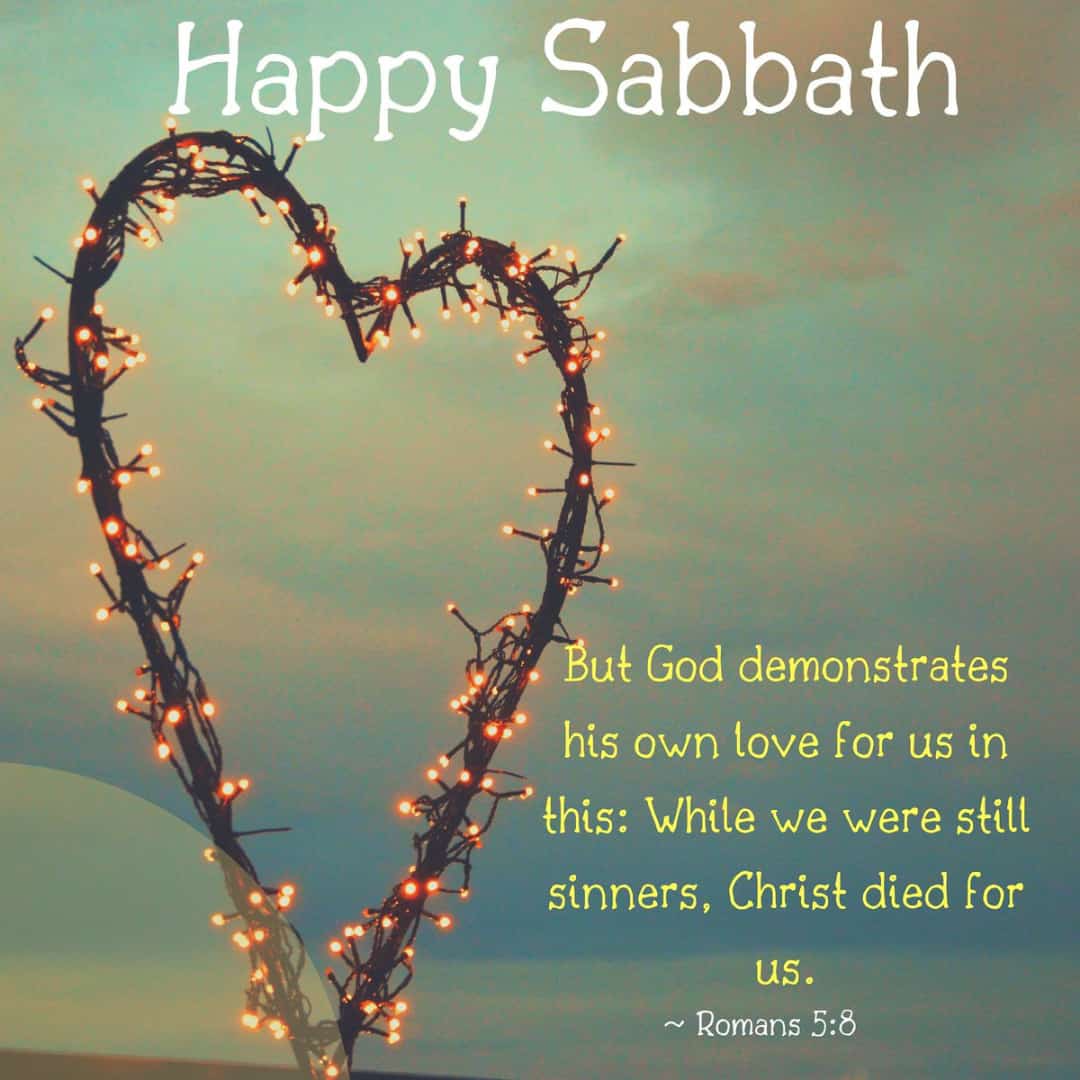 Happy Sabbath
But God demonstrates
his own love for us in
this: While we were still
sinners, Christ died for
us.
~ Romans 5:8